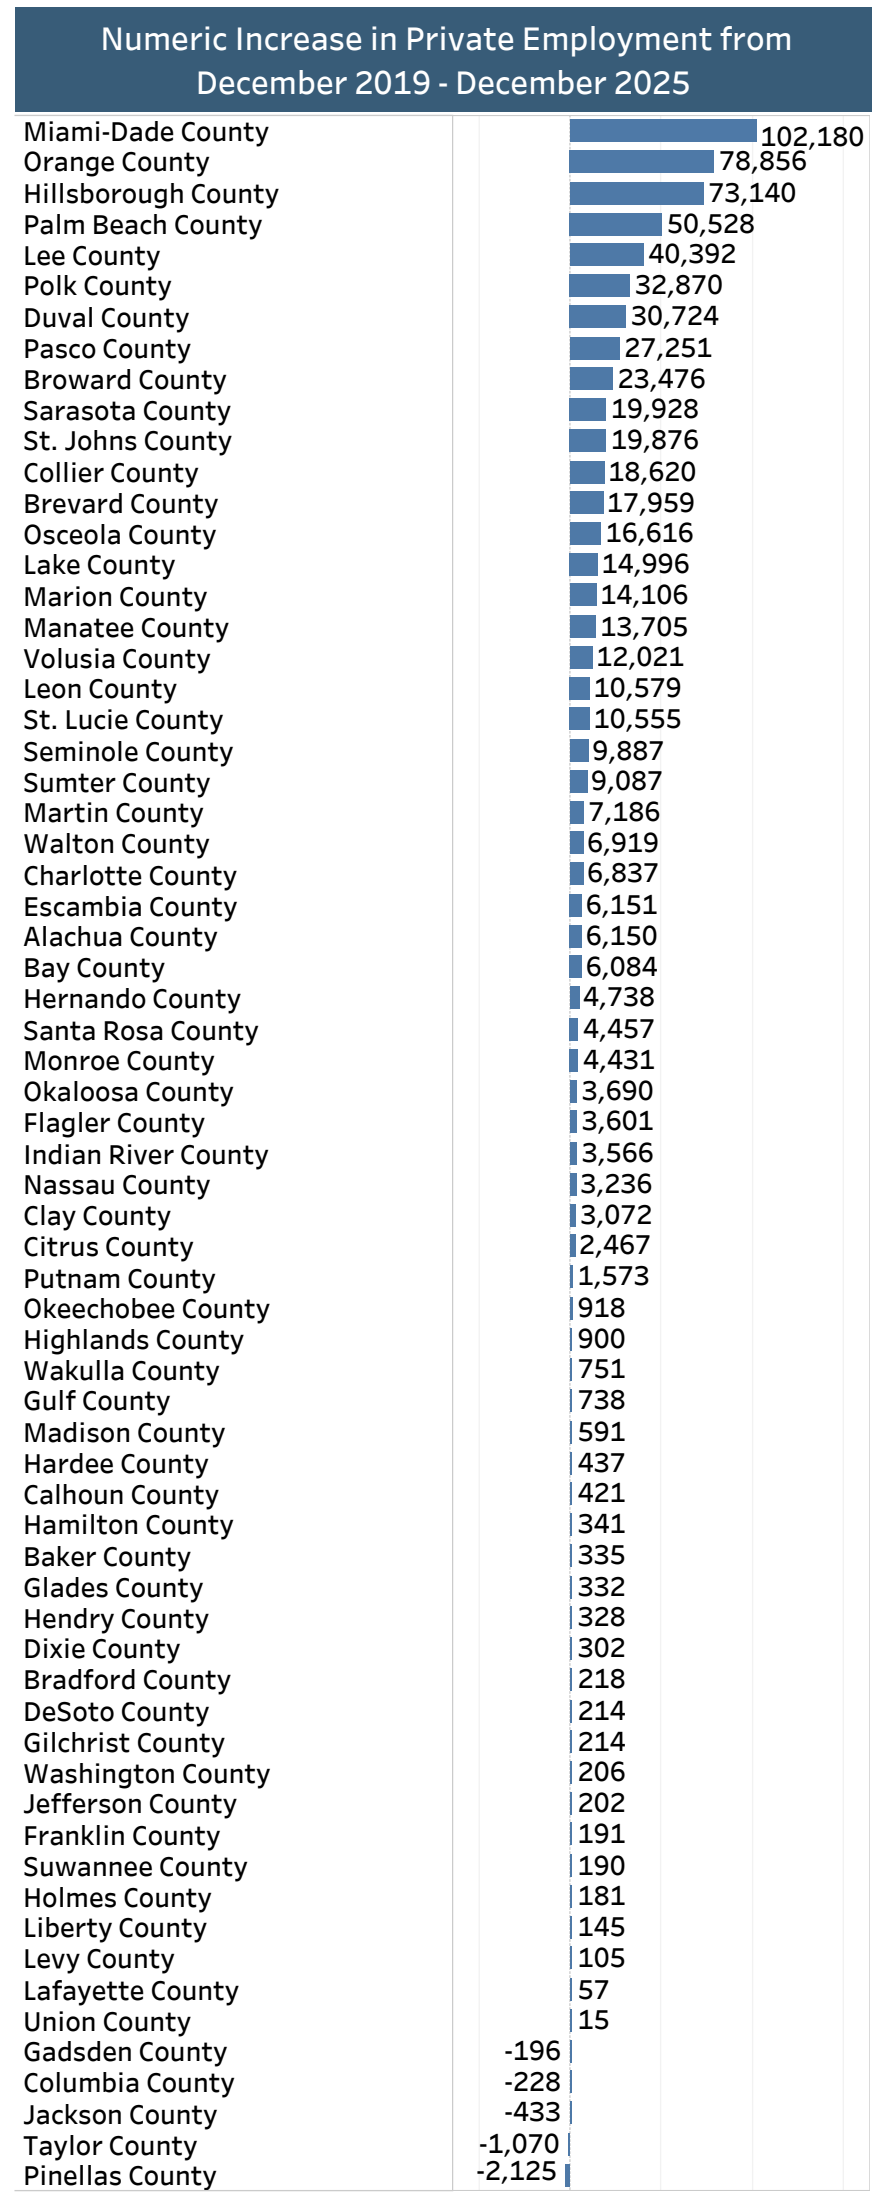 Numeric Increase in Private Employment from
December 2019 - December 2025
Miami-Dade County 102,180
Orange County 78,856
Hillsborough County 73,140
Palm Beach County 50,528
Lee County 40,392
Polk County 32,870
Duval County 30,724
Pasco County 27,251
Broward County 23,476
Sarasota County 19,928
St. Johns County 19,876
Collier County 18,620
Brevard County 17,959
Osceola County 16,616
Lake County 14,996
Marion County 14,106
Manatee County 13,705
Volusia County 12,021
Leon County 10,579
St. Lucie County 10,555
Seminole County 9,887
Sumter County 9,087
Martin County 7,186
Walton County 6,919
Charlotte County 6,837
Escambia County 6,151
Alachua County 6,150
Bay County 6,084
Hernando County 4,738
Santa Rosa County 4,457
Monroe County 4,431
Okaloosa County 3,690
Flagler County 3,601
Indian River County 3,566
Nassau County 3,236
Clay County 3,072
Citrus County 2,467
Putnam County 1,573
Okeechobee County 918
Highlands County 900
Wakulla County 751
Gulf County 738
Madison County 591
Hardee County 437
Calhoun County 421
Hamilton County 341
Baker County 335
Glades County 332
Hendry County 328
Dixie County 302
Bradford County 218
DeSoto County 214
Gilchrist County 214
Washington County 206
Jefferson County 202
Franklin County 191
Suwannee County 190
Holmes County 181
Liberty County 145
Levy County 105
Lafayette County 57
Union County 15
Gadsden County -196
Columbia County -228
Jackson County -433
Taylor County -1,070
Pinellas County -2,125